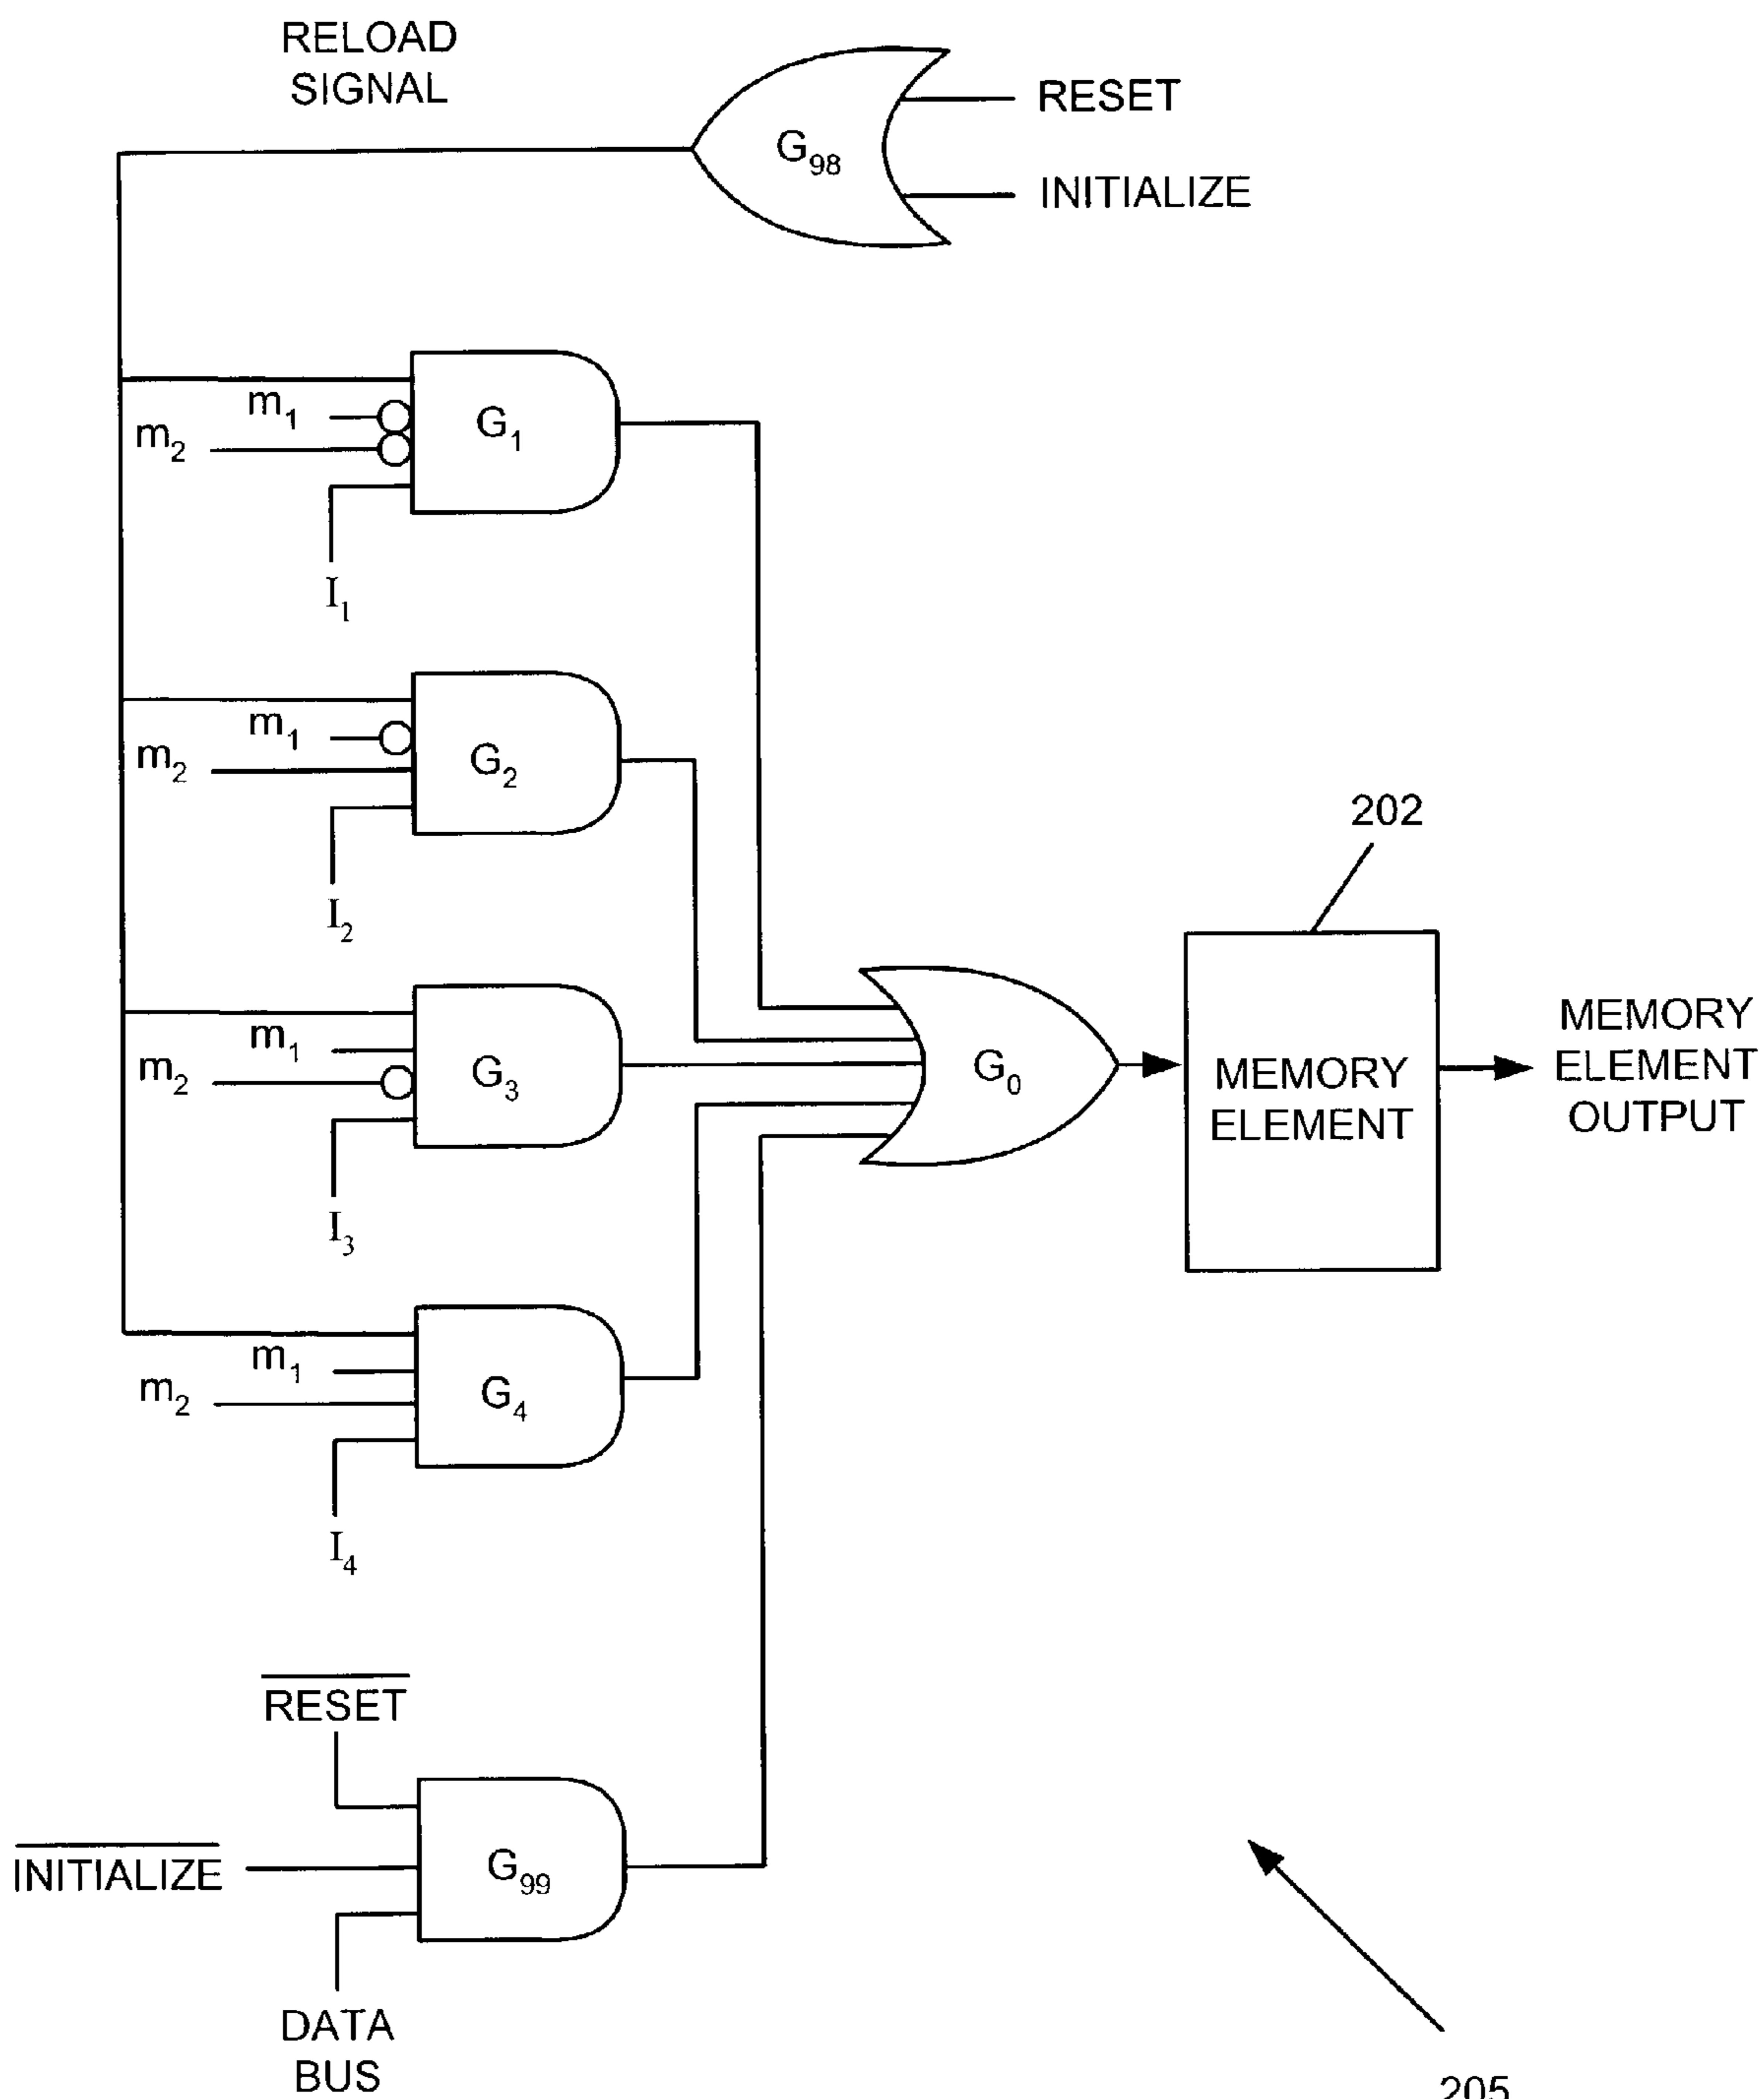 RELOAD
SIGNAL
G98
RESET
INITIALIZE
m1
m2
G1
I1
m1
m2
G2
I2
202
m1
m2
G3
I3
G0
MEMORY
ELEMENT
MEMORY
ELEMENT
OUTPUT
m1
m2
G4
I4
RESET
INITIALIZE
G99
DATA
BUS
205